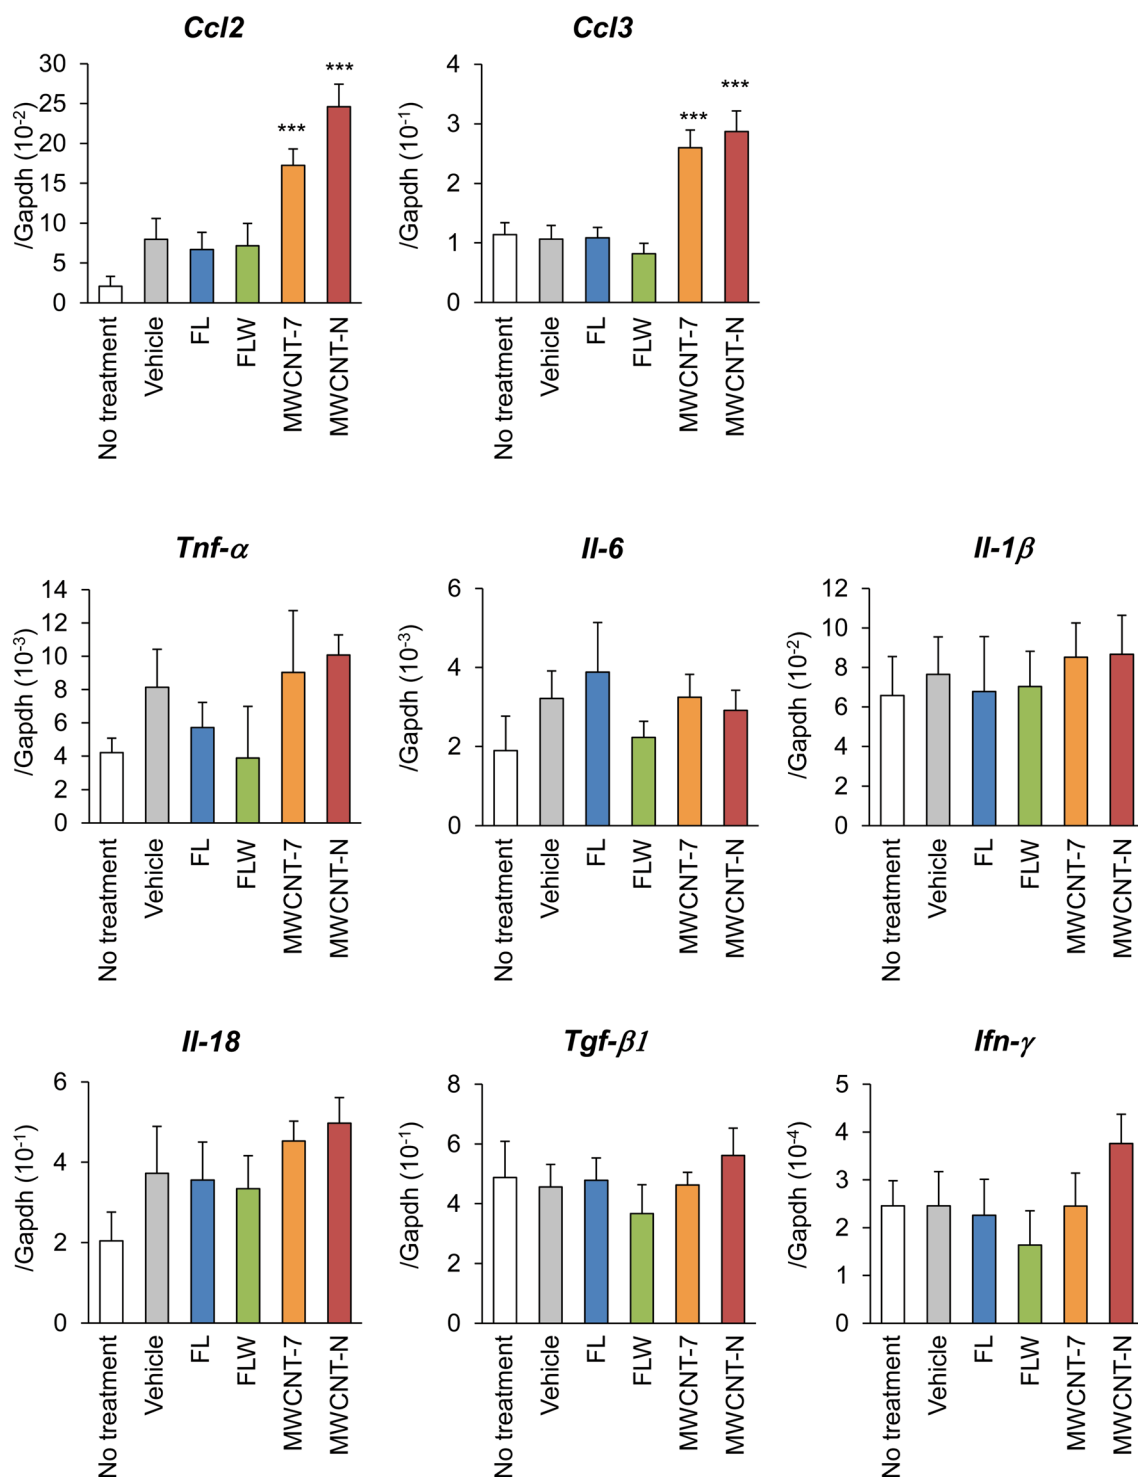 Ccl2
Ccl3
/Gapdh (10⁻²)
30
25
20
15
10
5
0
***
***
No treatment
Vehicle
FL
FLW
MWCNT-7
MWCNT-N
/Gapdh (10⁻¹)
4
3
2
1
0
***
***
No treatment
Vehicle
FL
FLW
MWCNT-7
MWCNT-N
Tnf-α
Il-6
Il-1β
/Gapdh (10⁻³)
14
12
10
8
6
4
2
0
No treatment
Vehicle
FL
FLW
MWCNT-7
MWCNT-N
/Gapdh (10⁻³)
6
4
2
0
No treatment
Vehicle
FL
FLW
MWCNT-7
MWCNT-N
/Gapdh (10⁻²)
12
10
8
6
4
2
0
No treatment
Vehicle
FL
FLW
MWCNT-7
MWCNT-N
Il-18
Tgf-β1
Ifn-γ
/Gapdh (10⁻¹)
6
4
2
0
No treatment
Vehicle
FL
FLW
MWCNT-7
MWCNT-N
/Gapdh (10⁻¹)
8
6
4
2
0
No treatment
Vehicle
FL
FLW
MWCNT-7
MWCNT-N
/Gapdh (10⁻⁴)
5
4
3
2
1
0
No treatment
Vehicle
FL
FLW
MWCNT-7
MWCNT-N